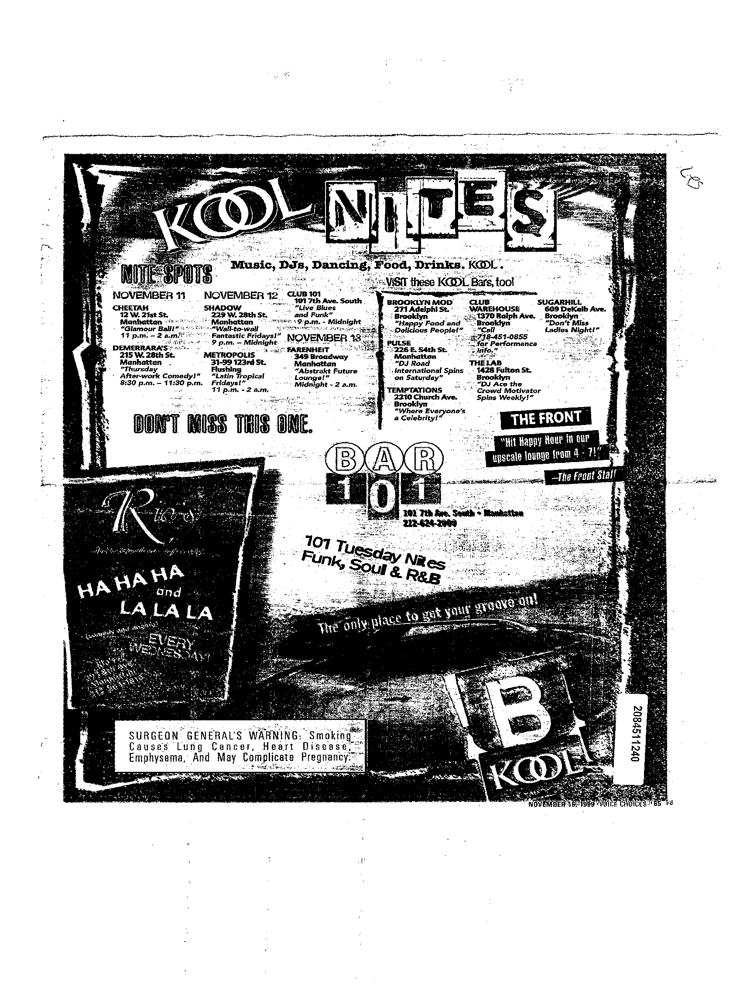 KOOL NITES
Music, DJs, Dancing, Food, Drinks. KOOL.
NITE SPOTS
NOVEMBER 11
CHEETAH
12 W. 21st St.
Manhattan
"Glamour Ball!"
11 p.m. – 2 a.m.
DEMERRARA'S
215 W. 28th St.
Manhattan
"Thursday
After-work Comedy!"
8:30 p.m. – 11:30 p.m.
NOVEMBER 12
SHADOW
229 W. 28th St.
Manhattan
"Wall-to-wall
Fantastic Fridays!"
9 p.m. - Midnight
METROPOLIS
31-99 123rd St.
Flushing
"Latin Tropical
Fridays!"
11 p.m. - 2 a.m.
CLUB 101
101 7th Ave. South
"Live Blues
and Funk"
9 p.m. - Midnight
NOVEMBER 13
FARENHEIT
349 Broadway
Manhattan
"Abstrakt Future
Lounge!"
Midnight - 2 a.m.
VISIT these KOOL Bars, too!
BROOKLYN MOD
271 Adelphi St.
Brooklyn
"Happy Food and
Delicious People!"
PULSE
226 E. 54th St.
Manhattan
"DJ Road
International Spins
on Saturday"
TEMPTATIONS
2210 Church Ave.
Brooklyn
"Where Everyone's
a Celebrity!"
CLUB
WAREHOUSE
1370 Ralph Ave.
Brooklyn
"Call
718-451-0855
for Performance
Info."
THE LAB
1428 Fulton St.
Brooklyn
"DJ Ace the
Crowd Motivator
Spins Weekly!"
SUGARHILL
609 DeKalb Ave.
Brooklyn
"Don't Miss
Ladies Night!"
DON'T MISS THIS ONE.
THE FRONT
"Hit Happy Hour in our
upscale lounge from 4 - 7!"
—The Front Staff
BAR
101
101 7th Ave. South • Manhattan
212-624-2000
101 Tuesday Nites
Funk, Soul & R&B
The only place to get your groove on!
Rio's
HA HA HA
and
LA LA LA
EVERY
WEDNESDAY!
B
KOOL
SURGEON GENERAL'S WARNING: Smoking
Causes Lung Cancer, Heart Disease,
Emphysema, And May Complicate Pregnancy.
2084511240